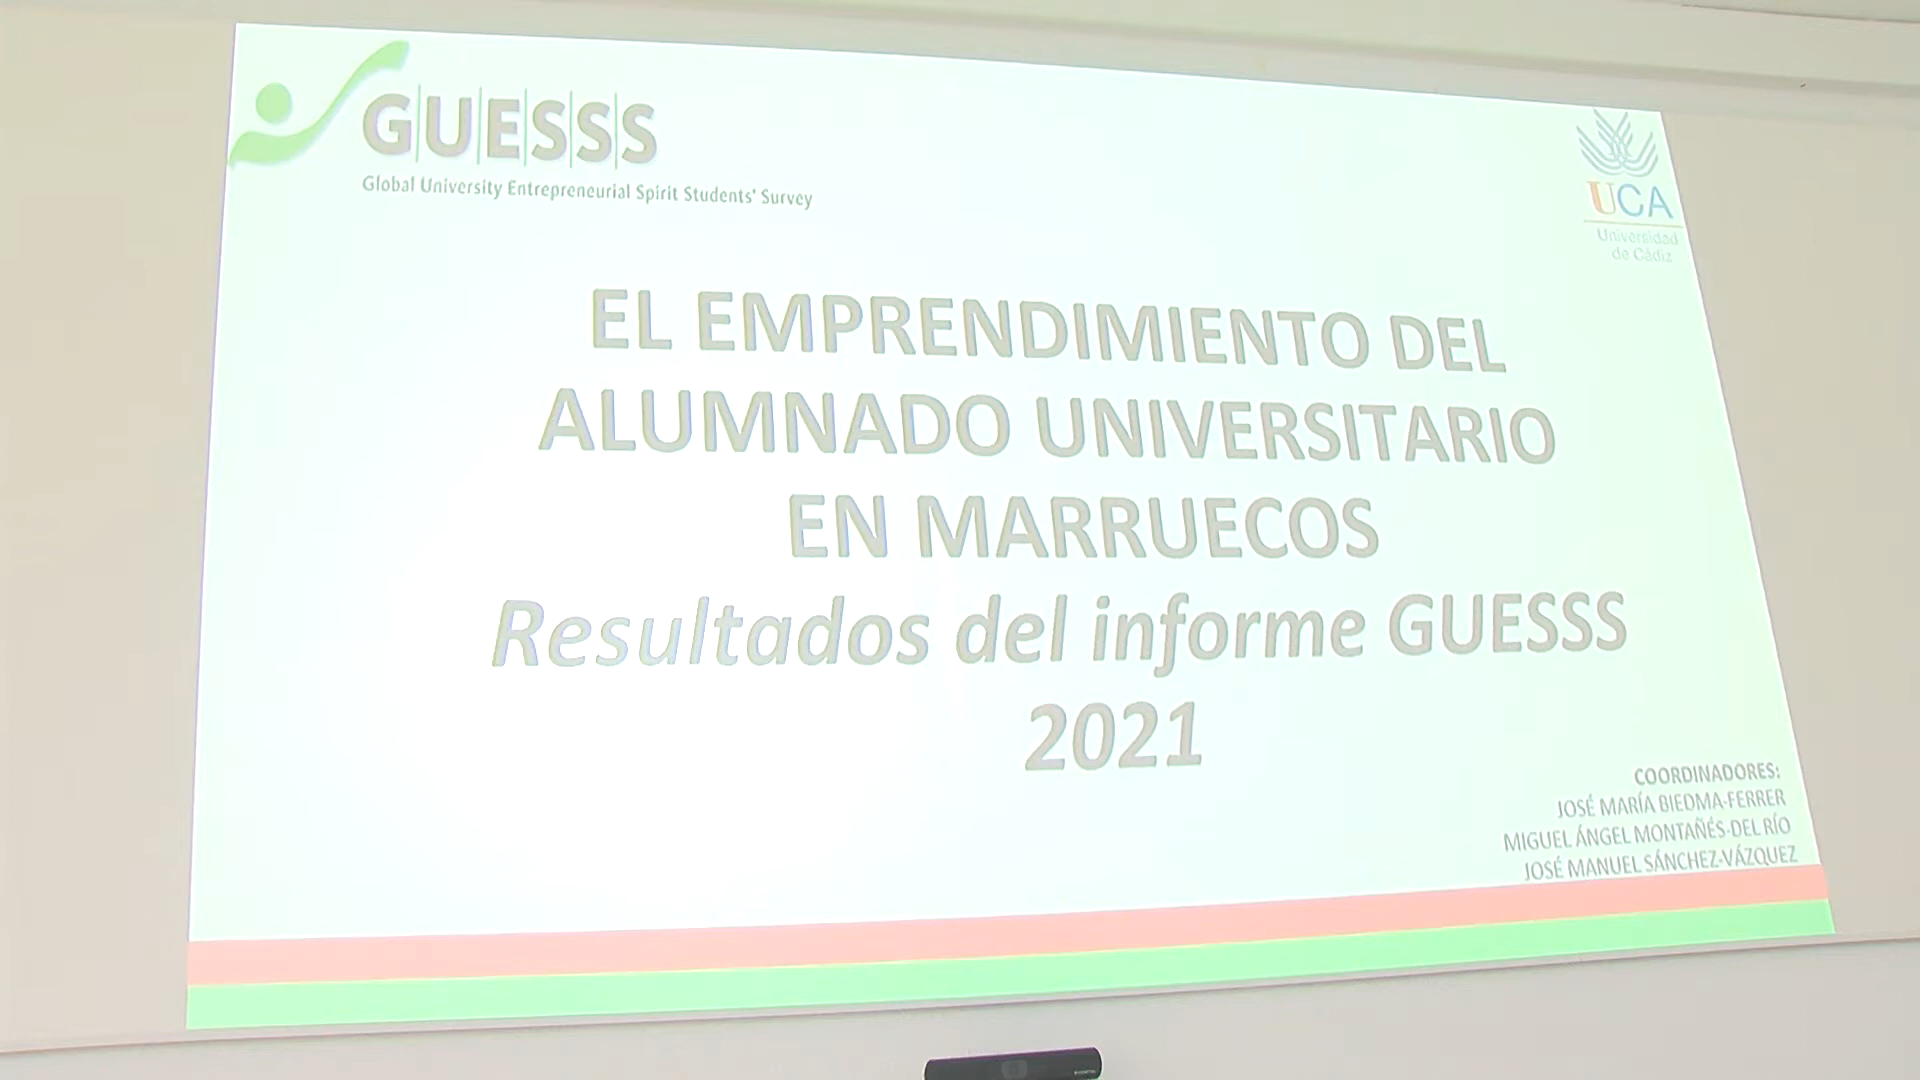 GUESSS
Global University Entrepreneurial Spirit Students' Survey
UCA
Universidad
de Cádiz
EL EMPRENDIMIENTO DEL
ALUMNADO UNIVERSITARIO
EN MARRUECOS
Resultados del informe GUESSS
2021
COORDINADORES:
JOSÉ MARÍA BIEDMA-FERRER
MIGUEL ÁNGEL MONTAÑÉS-DEL RÍO
JOSÉ MANUEL SÁNCHEZ-VÁZQUEZ